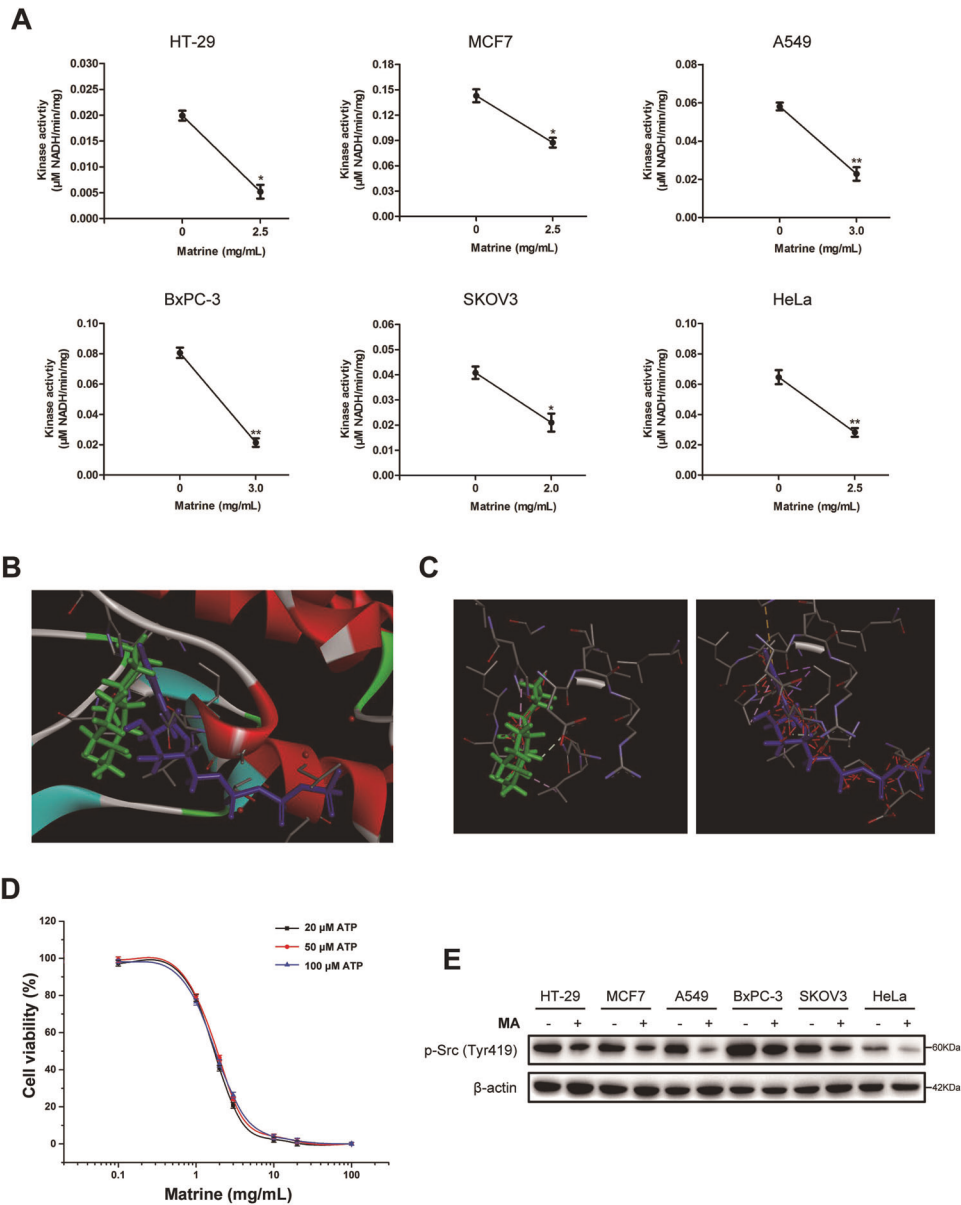 A
HT-29
Kinase activtiy
(µM NADH/min/mg)
0.030
0.025
0.020
0.015
0.010
0.005
0.000
*
0 2.5
Matrine (mg/mL)
MCF7
Kinase activtiy
(µM NADH/min/mg)
0.18
0.15
0.12
0.09
0.06
0.03
0.00
*
0 2.5
Matrine (mg/mL)
A549
Kinase activtiy
(µM NADH/min/mg)
0.08
0.06
0.04
0.02
0.00
**
0 3.0
Matrine (mg/mL)
BxPC-3
Kinase activtiy
(µM NADH/min/mg)
0.10
0.08
0.06
0.04
0.02
0.00
**
0 3.0
Matrine (mg/mL)
SKOV3
Kinase activtiy
(µM NADH/min/mg)
0.06
0.05
0.04
0.03
0.02
0.01
0.00
*
0 2.0
Matrine (mg/mL)
HeLa
Kinase activtiy
(µM NADH/min/mg)
0.10
0.08
0.06
0.04
0.02
0.00
**
0 2.5
Matrine (mg/mL)
B
C
D
Cell viability (%)
120
100
80
60
40
20
0
20 µM ATP
50 µM ATP
100 µM ATP
0.1 1 10 100
Matrine (mg/mL)
E
HT-29 MCF7 A549 BxPC-3 SKOV3 HeLa
MA - + - + - + - + - + - +
p-Src (Tyr419) 60KDa
β-actin 42KDa